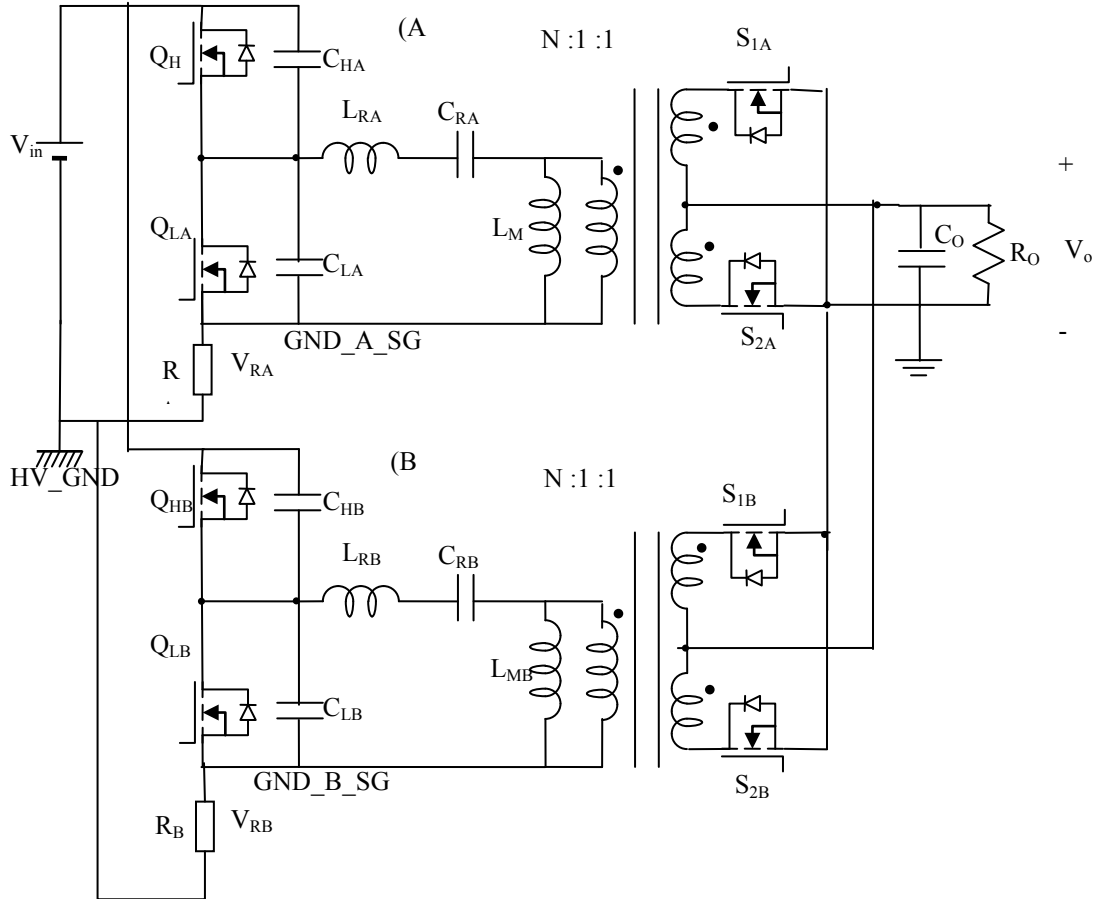 (A
N :1 :1
S1A
QH
CHA
LRA
CRA
Vin
+
QLA
LM
CO
RO
Vo
CLA
S2A
-
GND_A_SG
R
VRA
HV_GND
(B
N :1 :1
S1B
QHB
CHB
LRB
CRB
QLB
LMB
CLB
GND_B_SG
S2B
RB
VRB